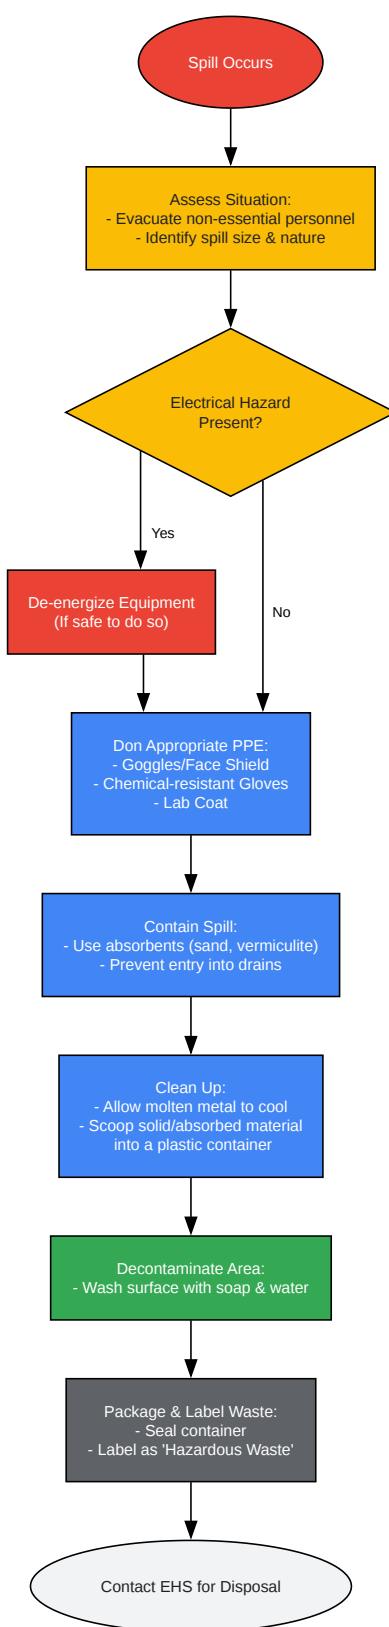 Spill Occurs
Assess Situation:
- Evacuate non-essential personnel
- Identify spill size & nature
Electrical Hazard
Present?
Yes
De-energize Equipment
(If safe to do so)
No
Don Appropriate PPE:
- Goggles/Face Shield
- Chemical-resistant Gloves
- Lab Coat
Contain Spill:
- Use absorbents (sand, vermiculite)
- Prevent entry into drains
Clean Up:
- Allow molten metal to cool
- Scoop solid/absorbed material
into a plastic container
Decontaminate Area:
- Wash surface with soap & water
Package & Label Waste:
- Seal container
- Label as 'Hazardous Waste'
Contact EHS for Disposal